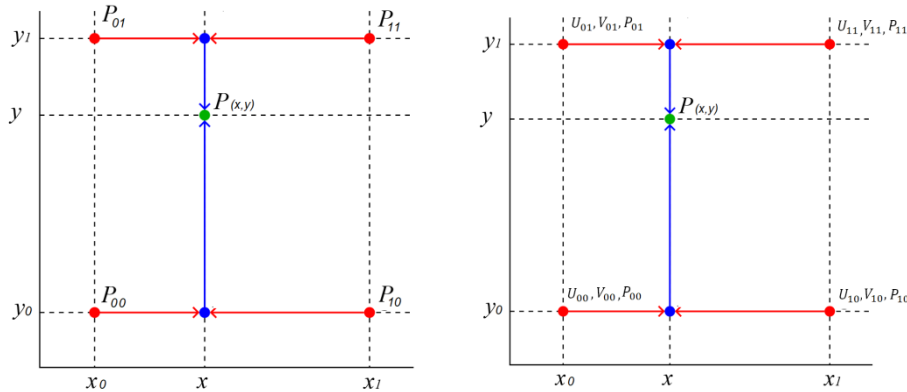 y₁ P₀₁ P₁₁
y P(x,y)
y₀ P₀₀ P₁₀
x₀ x x₁
y₁ U₀₁,V₀₁,P₀₁ U₁₁,V₁₁,P₁₁
y P(x,y)
y₀ U₀₀,V₀₀,P₀₀ U₁₀,V₁₀,P₁₀
x₀ x x₁